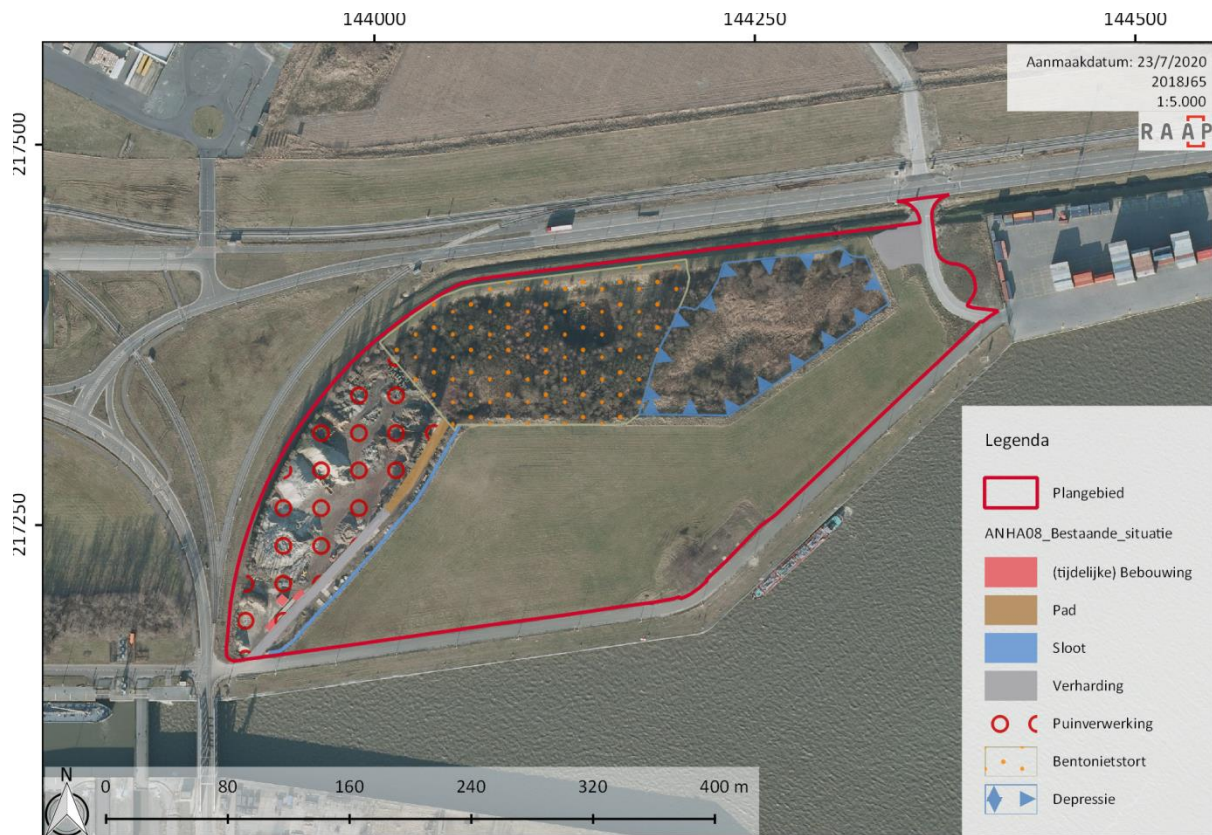 144000
144250
144500
Aanmaakdatum: 23/7/2020
2018J65
1:5.000
RAAP
217500
217250
Legenda
Plangebied
ANHA08_Bestaande_situatie
(tijdelijke) Bebouwing
Pad
Sloot
Verharding
Puinverwerking
Bentonietstort
Depressie
N
0 80 160 240 320 400 m